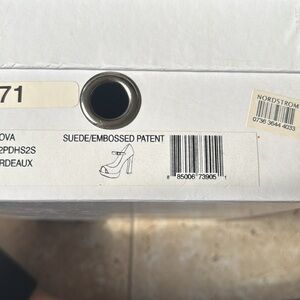 71
NORDSTROM
0736 3644 4033
OVA
SUEDE/EMBOSSED PATENT
2PDHS2S
RDEAUX
8 85006 73905 1